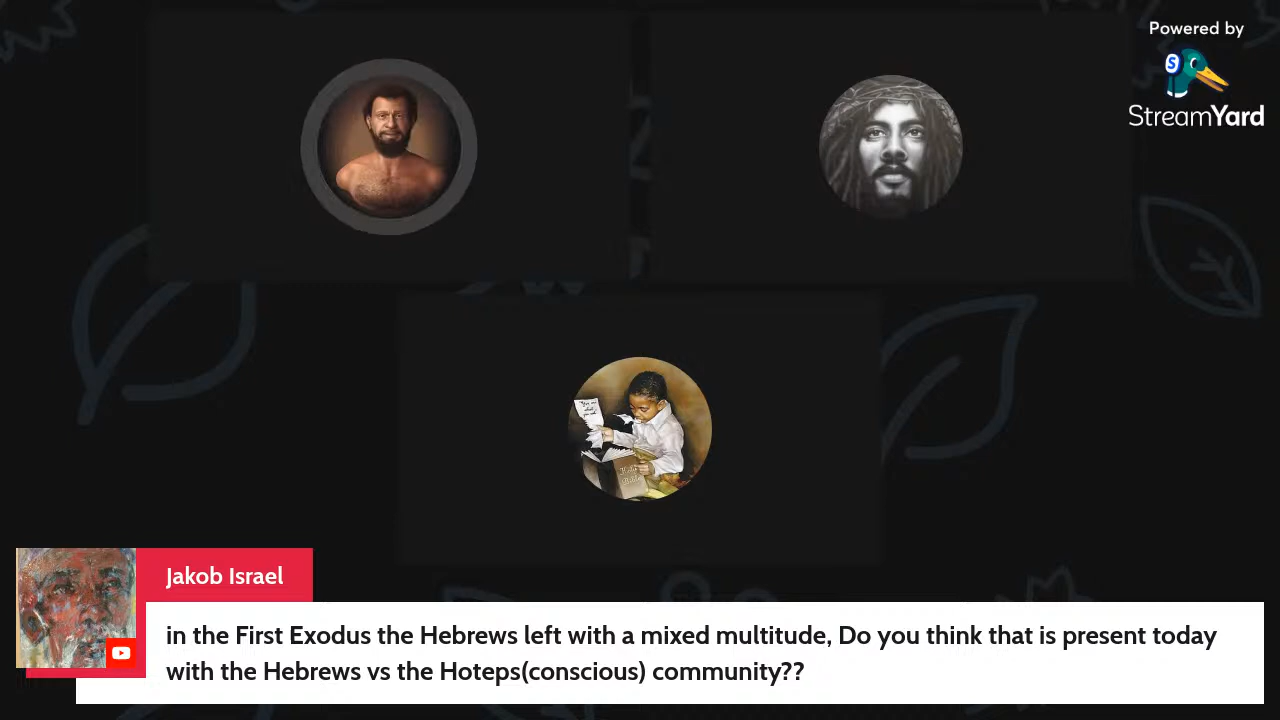 Powered by
StreamYard
Jakob Israel
in the First Exodus the Hebrews left with a mixed multitude, Do you think that is present today
with the Hebrews vs the Hoteps(conscious) community??